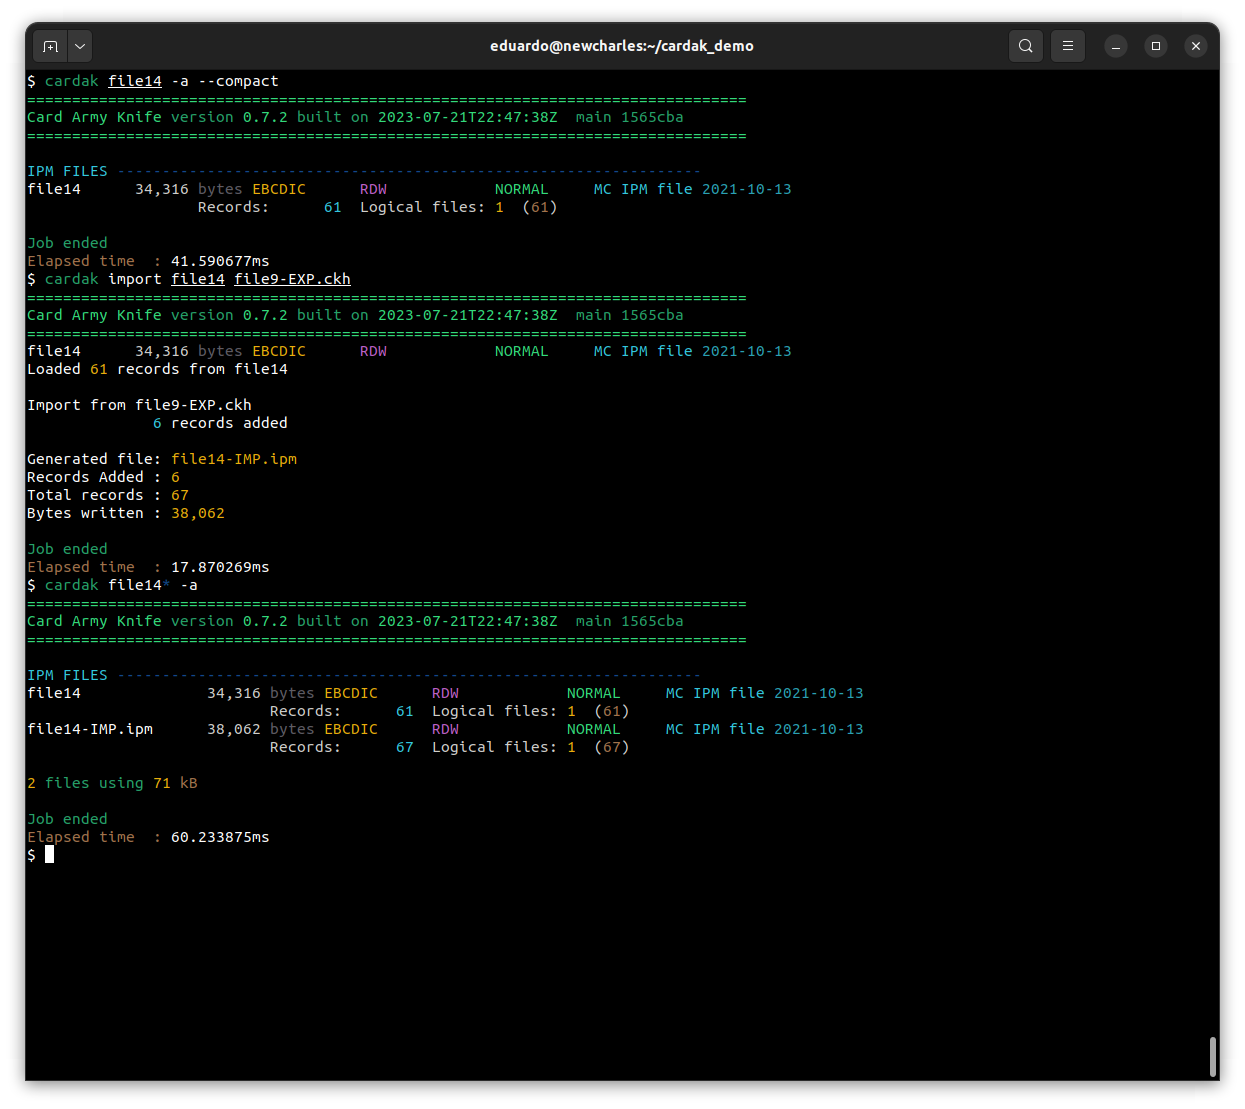 eduardo@newcharles:~/cardak_demo
$ cardak file14 -a --compact
================================================================================
Card Army Knife version 0.7.2 built on 2023-07-21T22:47:38Z  main 1565cba
================================================================================
IPM FILES -----------------------------------------------------------------
file14      34,316 bytes EBCDIC      RDW            NORMAL     MC IPM file 2021-10-13
                   Records:      61  Logical files: 1  (61)
Job ended
Elapsed time  : 41.590677ms
$ cardak import file14 file9-EXP.ckh
================================================================================
Card Army Knife version 0.7.2 built on 2023-07-21T22:47:38Z  main 1565cba
================================================================================
file14      34,316 bytes EBCDIC      RDW            NORMAL     MC IPM file 2021-10-13
Loaded 61 records from file14
Import from file9-EXP.ckh
              6 records added
Generated file: file14-IMP.ipm
Records Added : 6
Total records : 67
Bytes written : 38,062
Job ended
Elapsed time  : 17.870269ms
$ cardak file14* -a
================================================================================
Card Army Knife version 0.7.2 built on 2023-07-21T22:47:38Z  main 1565cba
================================================================================
IPM FILES -----------------------------------------------------------------
file14              34,316 bytes EBCDIC      RDW            NORMAL     MC IPM file 2021-10-13
                           Records:      61  Logical files: 1  (61)
file14-IMP.ipm      38,062 bytes EBCDIC      RDW            NORMAL     MC IPM file 2021-10-13
                           Records:      67  Logical files: 1  (67)
2 files using 71 kB
Job ended
Elapsed time  : 60.233875ms
$